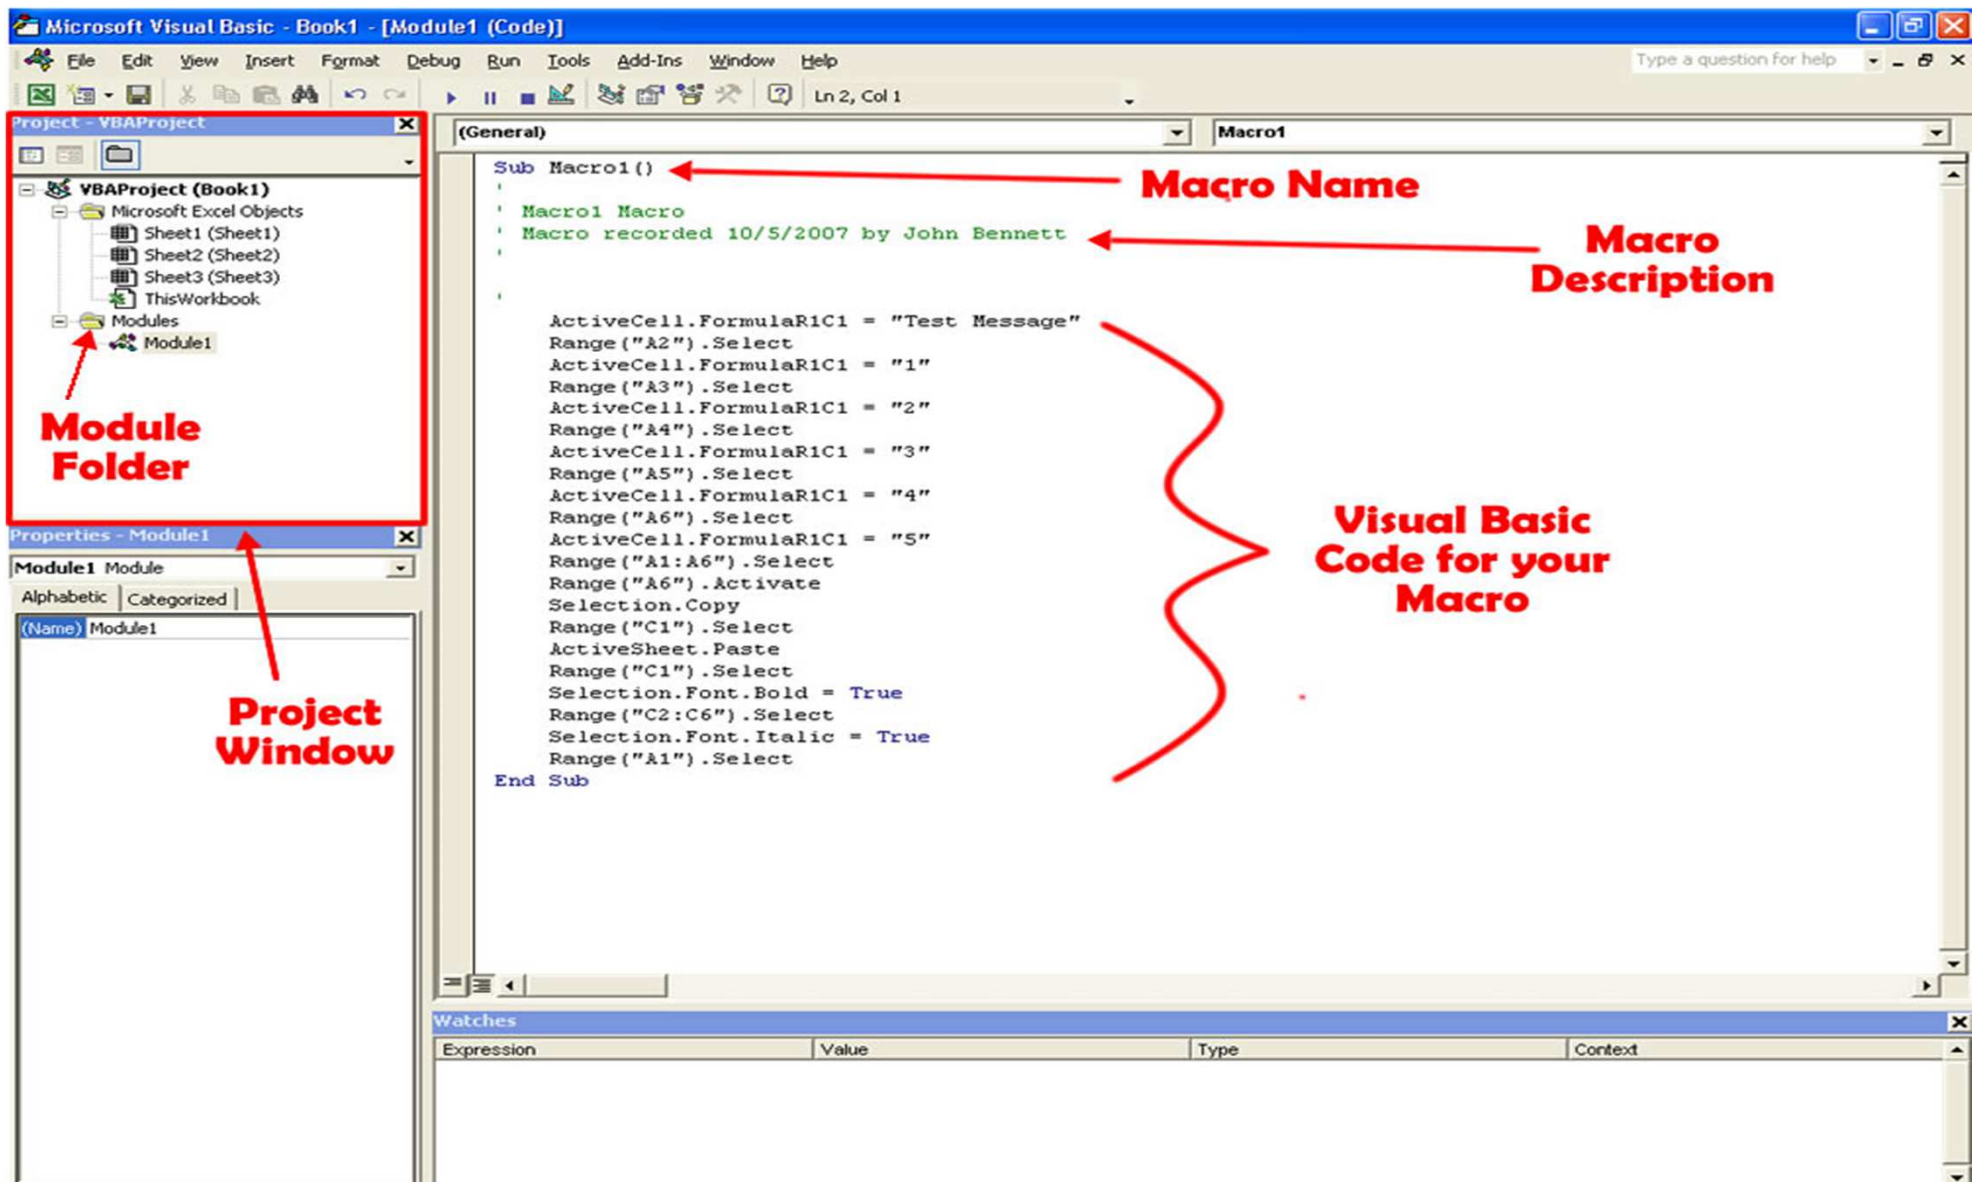 Microsoft Visual Basic - Book1 - [Module1 (Code)]
File Edit View Insert Format Debug Run Tools Add-Ins Window Help
Type a question for help
Ln 2, Col 1
Project - VBAProject
VBAProject (Book1)
Microsoft Excel Objects
Sheet1 (Sheet1)
Sheet2 (Sheet2)
Sheet3 (Sheet3)
ThisWorkbook
Modules
Module1
Module
Folder
Properties - Module1
Module1 Module
Alphabetic Categorized
(Name) Module1
Project
Window
(General) Macro1
Sub Macro1()
'
' Macro1 Macro
' Macro recorded 10/5/2007 by John Bennett
'
'
ActiveCell.FormulaR1C1 = "Test Message"
Range("A2").Select
ActiveCell.FormulaR1C1 = "1"
Range("A3").Select
ActiveCell.FormulaR1C1 = "2"
Range("A4").Select
ActiveCell.FormulaR1C1 = "3"
Range("A5").Select
ActiveCell.FormulaR1C1 = "4"
Range("A6").Select
ActiveCell.FormulaR1C1 = "5"
Range("A1:A6").Select
Range("A6").Activate
Selection.Copy
Range("C1").Select
ActiveSheet.Paste
Range("C1").Select
Selection.Font.Bold = True
Range("C2:C6").Select
Selection.Font.Italic = True
Range("A1").Select
End Sub
Macro Name
Macro
Description
Visual Basic
Code for your
Macro
Watches
Expression Value Type Context